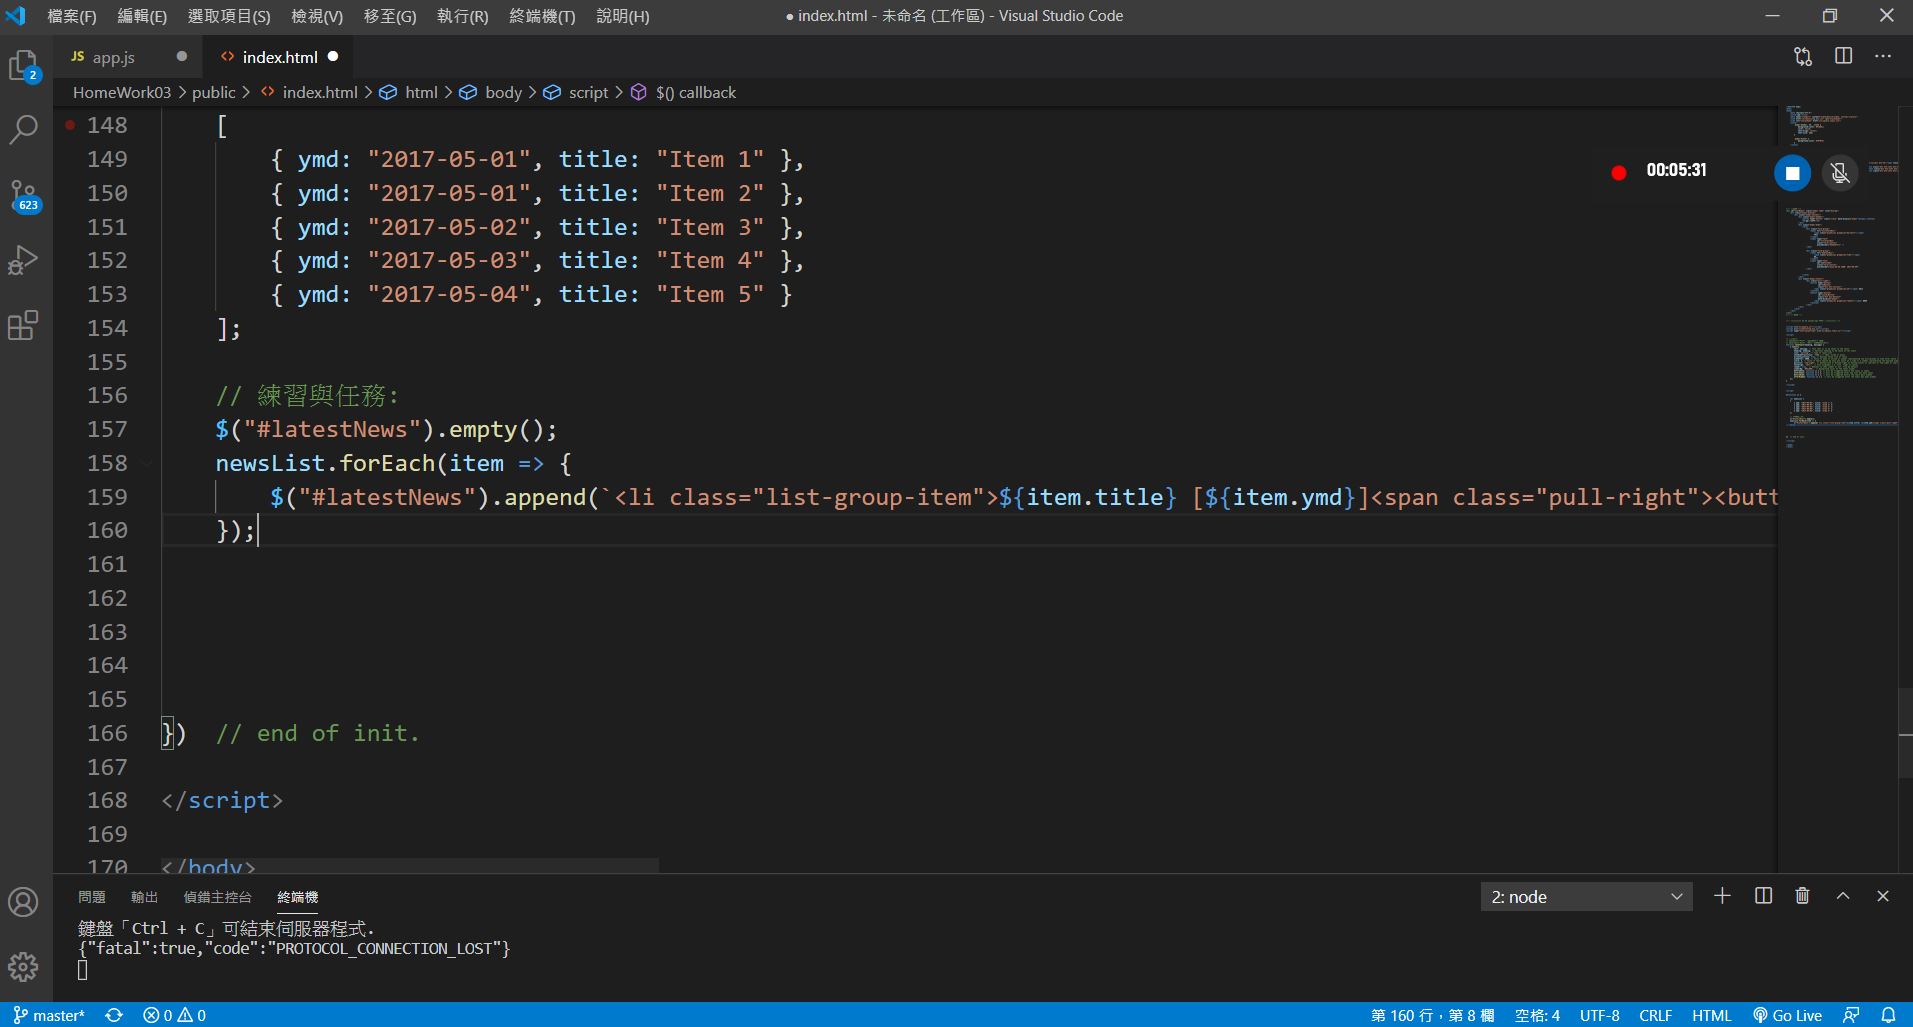 檔案(F) 編輯(E) 選取項目(S) 檢視(V) 移至(G) 執行(R) 終端機(T) 說明(H) ● index.html - 未命名 (工作區) - Visual Studio Code
JS app.js ● <> index.html ●
HomeWork03 > public > <> index.html > html > body > script > $() callback
2
623
00:05:31
148 [
149 { ymd: "2017-05-01", title: "Item 1" },
150 { ymd: "2017-05-01", title: "Item 2" },
151 { ymd: "2017-05-02", title: "Item 3" },
152 { ymd: "2017-05-03", title: "Item 4" },
153 { ymd: "2017-05-04", title: "Item 5" }
154 ];
155
156 // 練習與任務:
157 $("#latestNews").empty();
158 newsList.forEach(item => {
159 $("#latestNews").append(`<li class="list-group-item">${item.title} [${item.ymd}]<span class="pull-right"><butt
160 });
161
162
163
164
165
166 }) // end of init.
167
168 </script>
169
170 </body>
問題 輸出 偵錯主控台 終端機 2: node
鍵盤「Ctrl + C」可結束伺服器程式.
{"fatal":true,"code":"PROTOCOL_CONNECTION_LOST"}
master* 0 0 第 160 行，第 8 欄 空格: 4 UTF-8 CRLF HTML Go Live